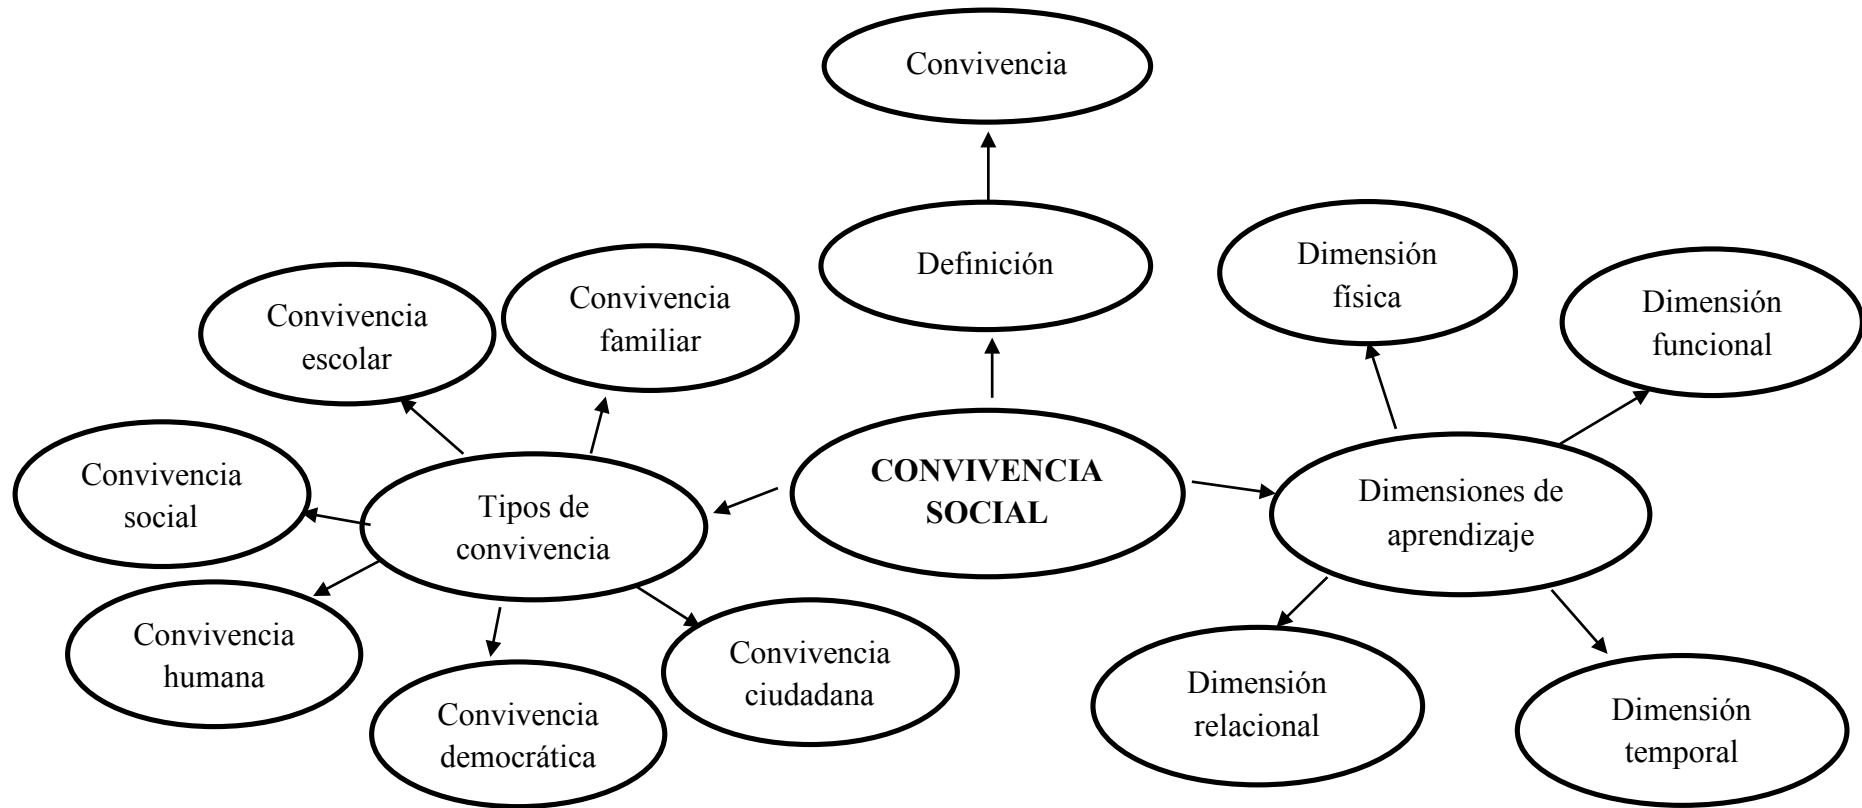 Convivencia
Definición
Dimensión
física
Dimensión
funcional
Convivencia
familiar
Convivencia
escolar
CONVIVENCIA
SOCIAL
Convivencia
social
Tipos de
convivencia
Dimensiones de
aprendizaje
Convivencia
humana
Convivencia
democrática
Convivencia
ciudadana
Dimensión
relacional
Dimensión
temporal